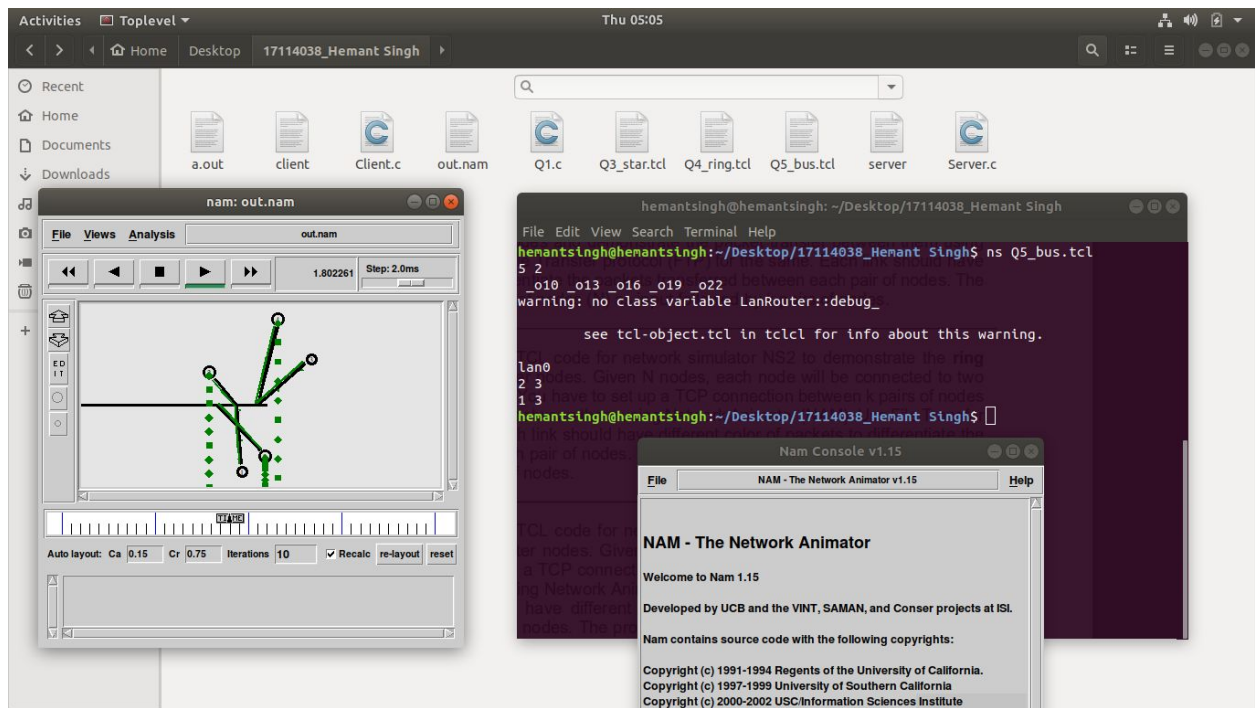 Activities Toplevel
Thu 05:05
Home Desktop 17114038_Hemant Singh
Recent
Home
Documents
Downloads
a.out client Client.c out.nam Q1.c Q3_star.tcl Q4_ring.tcl Q5_bus.tcl server Server.c
nam: out.nam
File Views Analysis out.nam
1.802261 Step: 2.0ms
ED
IT
TIME
Auto layout: Ca 0.15 Cr 0.75 Iterations 10 Recalc re-layout reset
hemantsingh@hemantsingh: ~/Desktop/17114038_Hemant Singh
File Edit View Search Terminal Help
hemantsingh@hemantsingh:~/Desktop/17114038_Hemant Singh$ ns Q5_bus.tcl
5 2
_o10 _o13 _o16 _o19 _o22
warning: no class variable LanRouter::debug_
see tcl-object.tcl in tclcl for info about this warning.
lan0
2 3
1 3
hemantsingh@hemantsingh:~/Desktop/17114038_Hemant Singh$
Nam Console v1.15
File NAM - The Network Animator v1.15 Help
NAM - The Network Animator
Welcome to Nam 1.15
Developed by UCB and the VINT, SAMAN, and Conser projects at ISI.
Nam contains source code with the following copyrights:
Copyright (c) 1991-1994 Regents of the University of California.
Copyright (c) 1997-1999 University of Southern California
Copyright (c) 2000-2002 USC/Information Sciences Institute